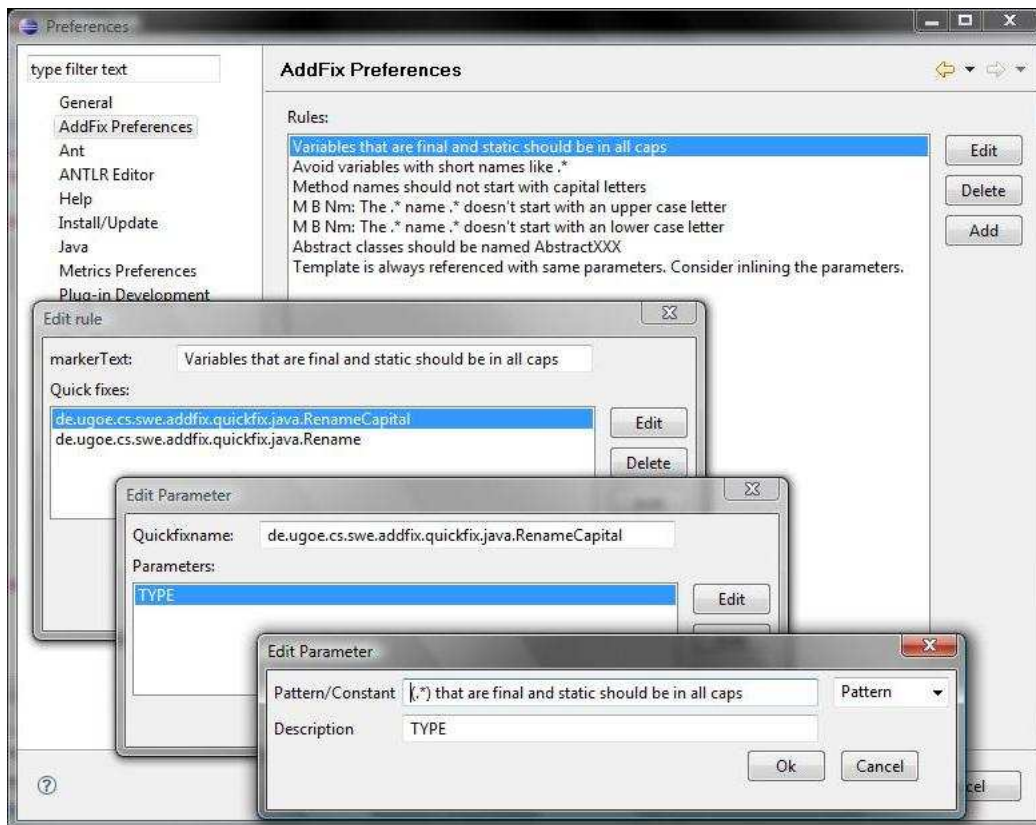 Preferences
type filter text
AddFix Preferences
General
AddFix Preferences
Ant
ANTLR Editor
Help
Install/Update
Java
Metrics Preferences
Plug-in Development
Rules:
Variables that are final and static should be in all caps
Avoid variables with short names like .*
Method names should not start with capital letters
M B Nm: The .* name .* doesn't start with an upper case letter
M B Nm: The .* name .* doesn't start with an lower case letter
Abstract classes should be named AbstractXXX
Template is always referenced with same parameters. Consider inlining the parameters.
Edit
Delete
Add
Edit rule
markerText: Variables that are final and static should be in all caps
Quick fixes:
de.ugoe.cs.swe.addfix.quickfix.java.RenameCapital
de.ugoe.cs.swe.addfix.quickfix.java.Rename
Edit
Delete
Edit Parameter
Quickfixname: de.ugoe.cs.swe.addfix.quickfix.java.RenameCapital
Parameters:
TYPE
Edit
Edit Parameter
Pattern/Constant (.*) that are final and static should be in all caps Pattern
Description TYPE
Ok Cancel
cel